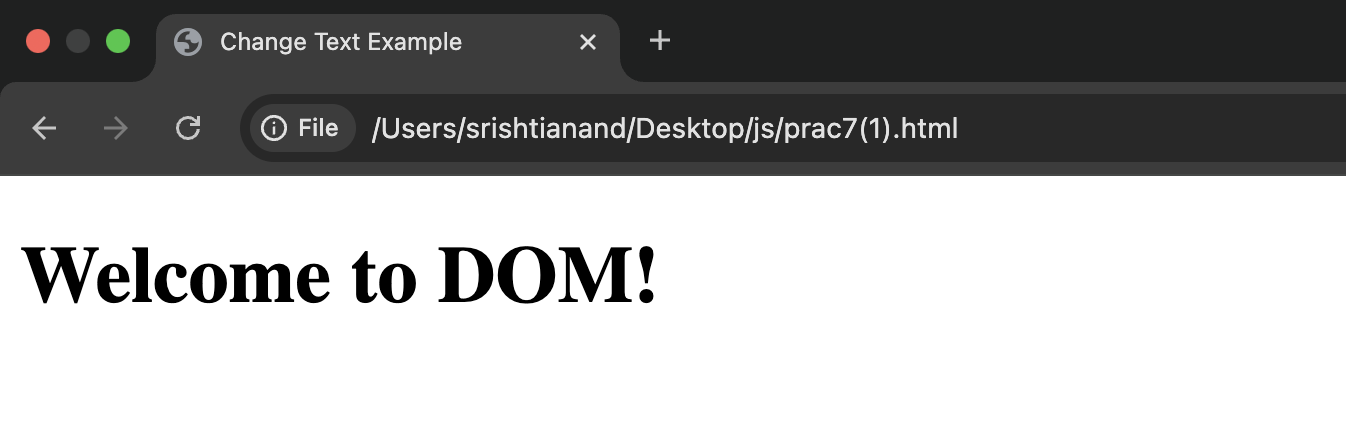 Change Text Example
File /Users/srishtianand/Desktop/js/prac7(1).html
Welcome to DOM!